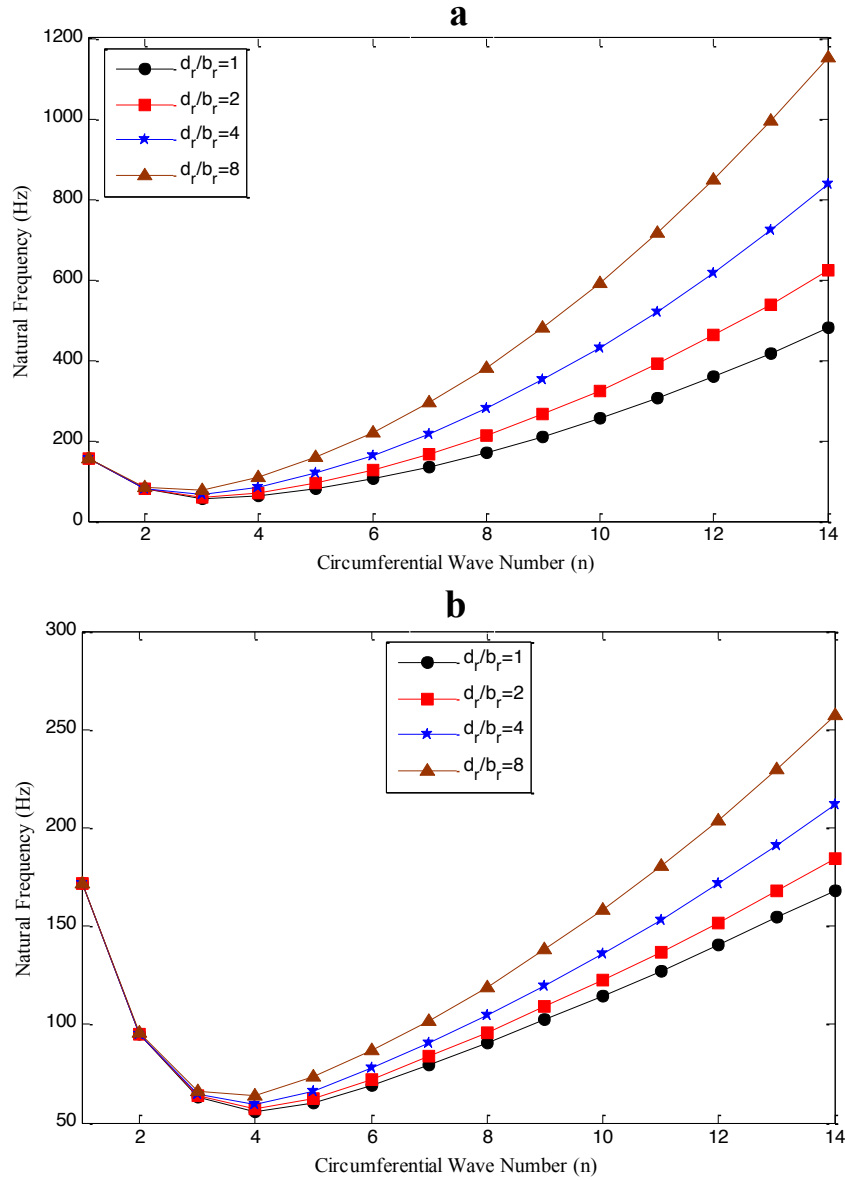 a
1200
1000
800
600
400
200
0
Natural Frequency (Hz)
d_r/b_r=1
d_r/b_r=2
d_r/b_r=4
d_r/b_r=8
2 4 6 8 10 12 14
Circumferential Wave Number (n)
b
300
250
200
150
100
50
Natural Frequency (Hz)
d_r/b_r=1
d_r/b_r=2
d_r/b_r=4
d_r/b_r=8
2 4 6 8 10 12 14
Circumferential Wave Number (n)